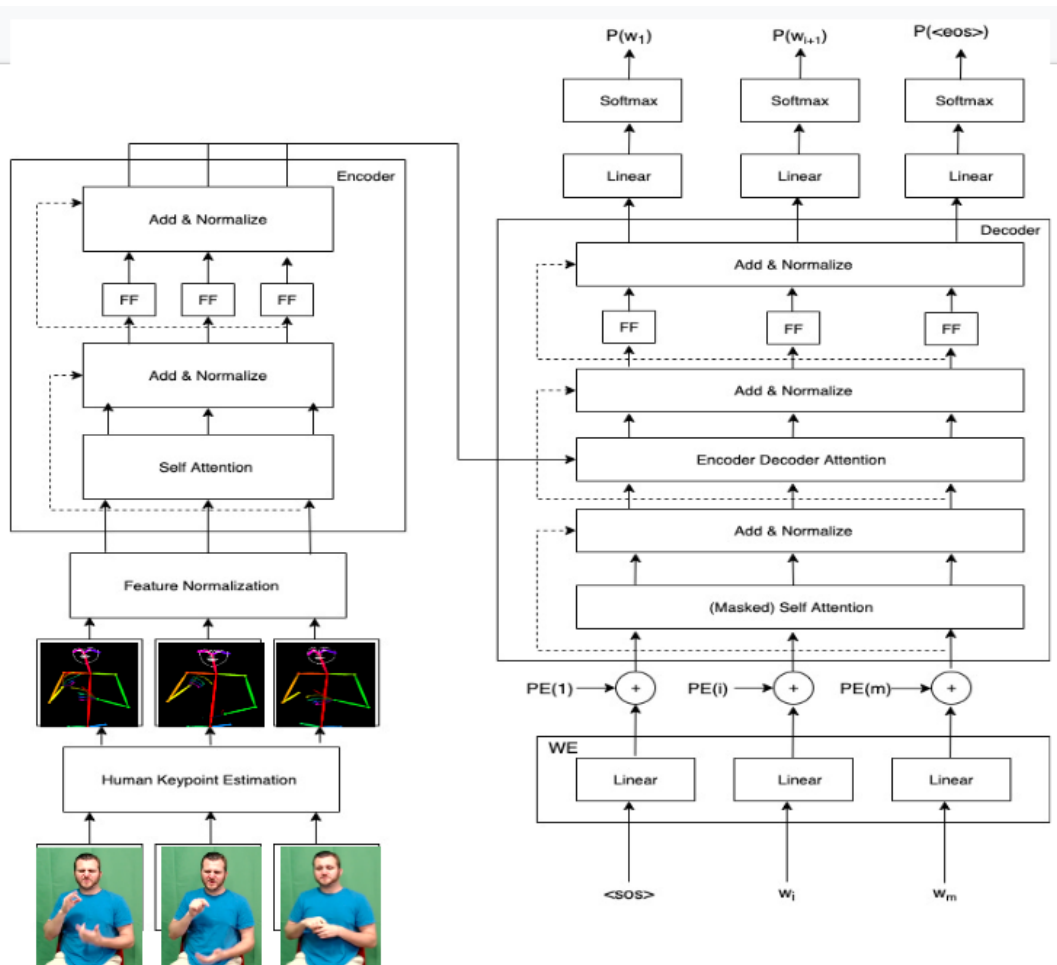 P(w1)
P(wi+1)
P(<eos>)
Softmax
Softmax
Softmax
Linear
Linear
Linear
Encoder
Add & Normalize
FF
FF
FF
Add & Normalize
Self Attention
Feature Normalization
Human Keypoint Estimation
Decoder
Add & Normalize
FF
FF
FF
Add & Normalize
Encoder Decoder Attention
Add & Normalize
(Masked) Self Attention
PE(1)
+
PE(i)
+
PE(m)
+
WE
Linear
Linear
Linear
<sos>
wi
wm